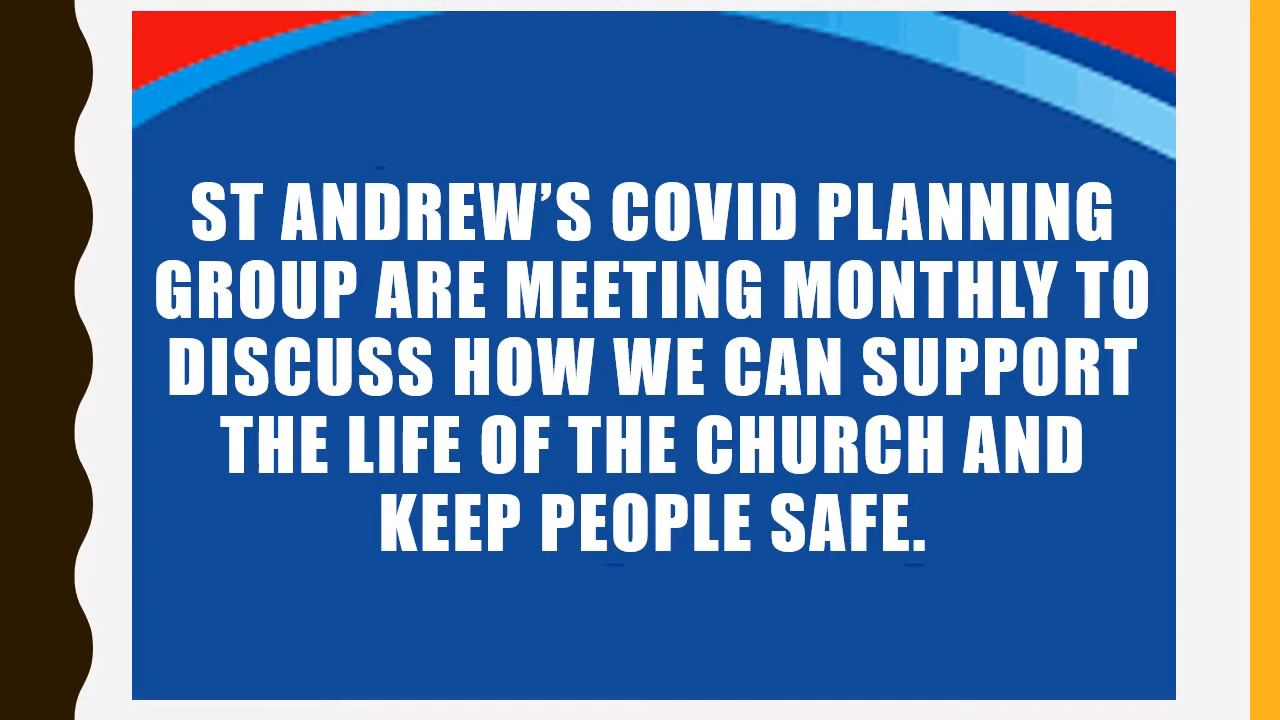 ST ANDREW’S COVID PLANNING
GROUP ARE MEETING MONTHLY TO
DISCUSS HOW WE CAN SUPPORT
THE LIFE OF THE CHURCH AND
KEEP PEOPLE SAFE.